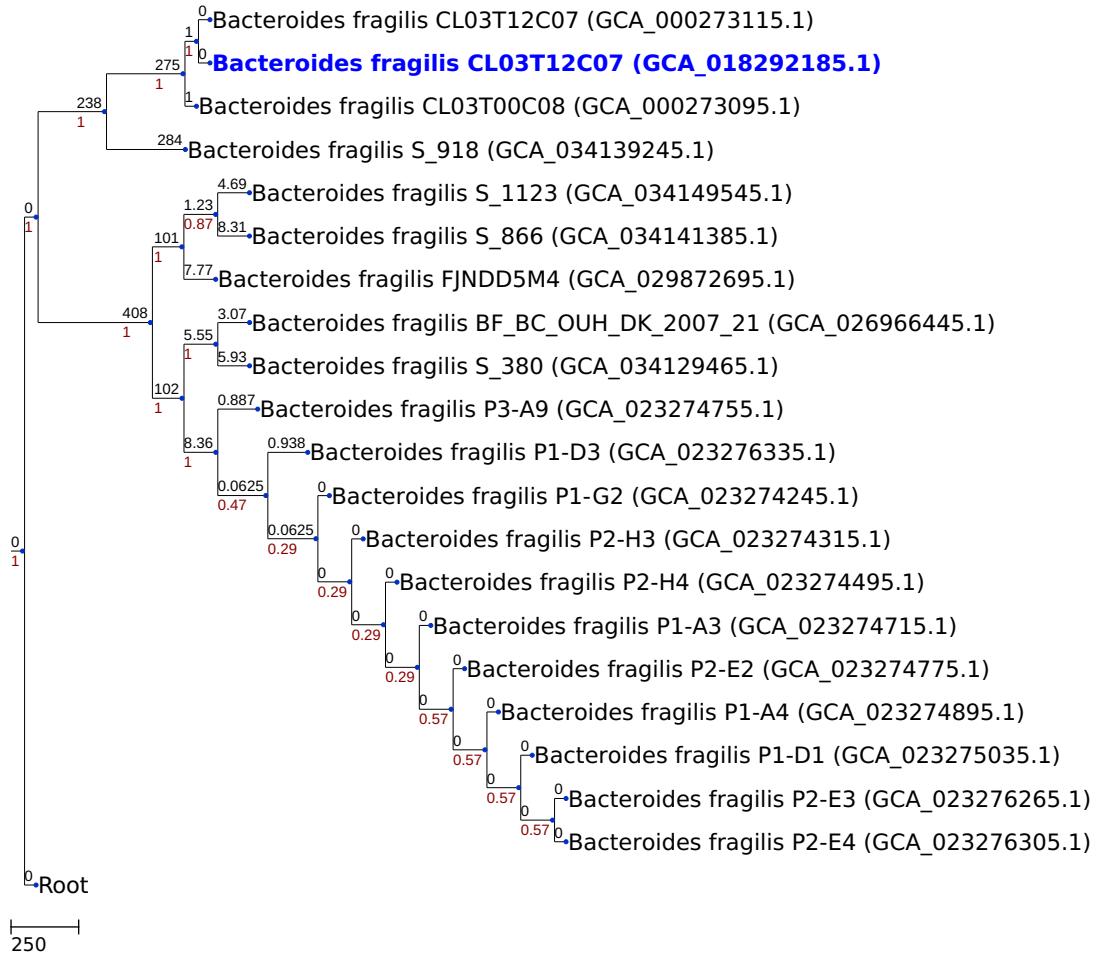 0
Bacteroides fragilis CL03T12C07 (GCA_000273115.1)
1
1
0
Bacteroides fragilis CL03T12C07 (GCA_018292185.1)
275
1
1
Bacteroides fragilis CL03T00C08 (GCA_000273095.1)
238
1
284
Bacteroides fragilis S_918 (GCA_034139245.1)
4.69
Bacteroides fragilis S_1123 (GCA_034149545.1)
1.23
0.87
8.31
Bacteroides fragilis S_866 (GCA_034141385.1)
0
1
101
1
7.77
Bacteroides fragilis FJNDD5M4 (GCA_029872695.1)
408
1
3.07
Bacteroides fragilis BF_BC_OUH_DK_2007_21 (GCA_026966445.1)
5.55
1
5.93
Bacteroides fragilis S_380 (GCA_034129465.1)
102
1
0.887
Bacteroides fragilis P3-A9 (GCA_023274755.1)
8.36
1
0.938
Bacteroides fragilis P1-D3 (GCA_023276335.1)
0.0625
0.47
0
Bacteroides fragilis P1-G2 (GCA_023274245.1)
0.0625
0.29
0
Bacteroides fragilis P2-H3 (GCA_023274315.1)
0
1
0
0.29
0
Bacteroides fragilis P2-H4 (GCA_023274495.1)
0
0.29
0
Bacteroides fragilis P1-A3 (GCA_023274715.1)
0
0.29
0
Bacteroides fragilis P2-E2 (GCA_023274775.1)
0
0.57
0
Bacteroides fragilis P1-A4 (GCA_023274895.1)
0
0.57
0
Bacteroides fragilis P1-D1 (GCA_023275035.1)
0
0.57
0
Bacteroides fragilis P2-E3 (GCA_023276265.1)
0
0.57
0
Bacteroides fragilis P2-E4 (GCA_023276305.1)
0
Root
250